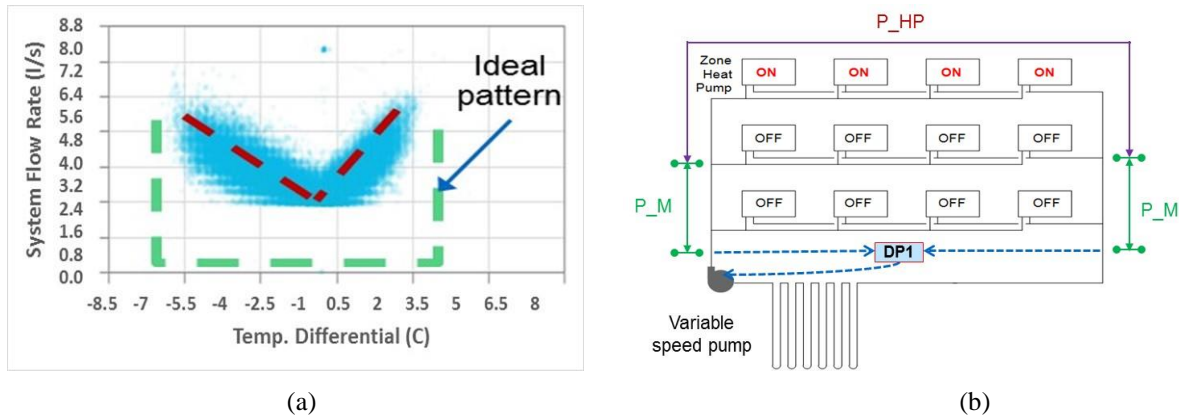 System Flow Rate (l/s)
8.8
8.0
7.2
6.4
5.6
4.8
4.0
3.2
2.4
1.6
0.8
0.0
Ideal
pattern
-8.5 -7 -5.5 -4 -2.5 -1 0.5 2 3.5 5 6.5 8
Temp. Differential (C)
(a)
P_HP
Zone
Heat
Pump
ON ON ON ON
OFF OFF OFF OFF
P_M
P_M
OFF OFF OFF OFF
DP1
Variable
speed pump
(b)